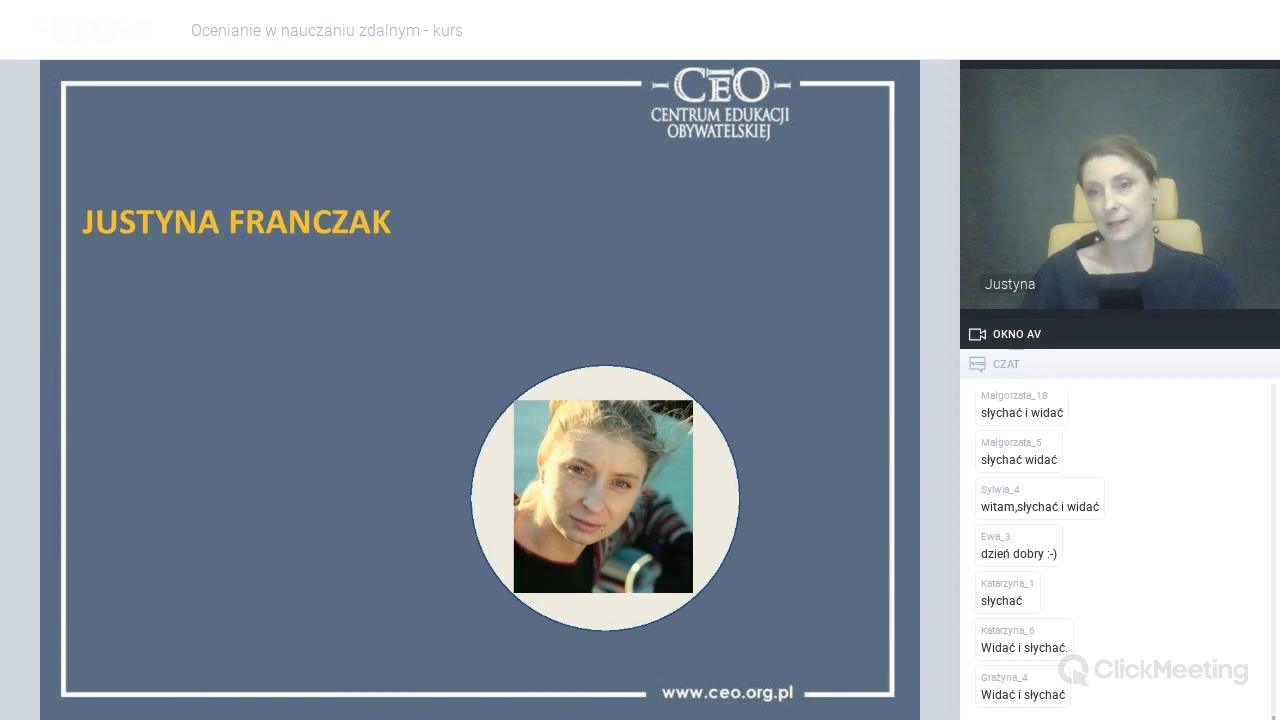 Ocenianie w nauczaniu zdalnym - kurs
CEO
CENTRUM EDUKACJI
OBYWATELSKIEJ
JUSTYNA FRANCZAK
www.ceo.org.pl
Justyna
OKNO AV
CZAT
Małgorzata_18
słychać i widać
Małgorzata_5
słychać widać
Sylwia_4
witam,słychać i widać
Ewa_3
dzień dobry :-)
Katarzyna_1
słychać
Katarzyna_6
Widać i słychać.
Grażyna_4
Widać i słychać
ClickMeeting